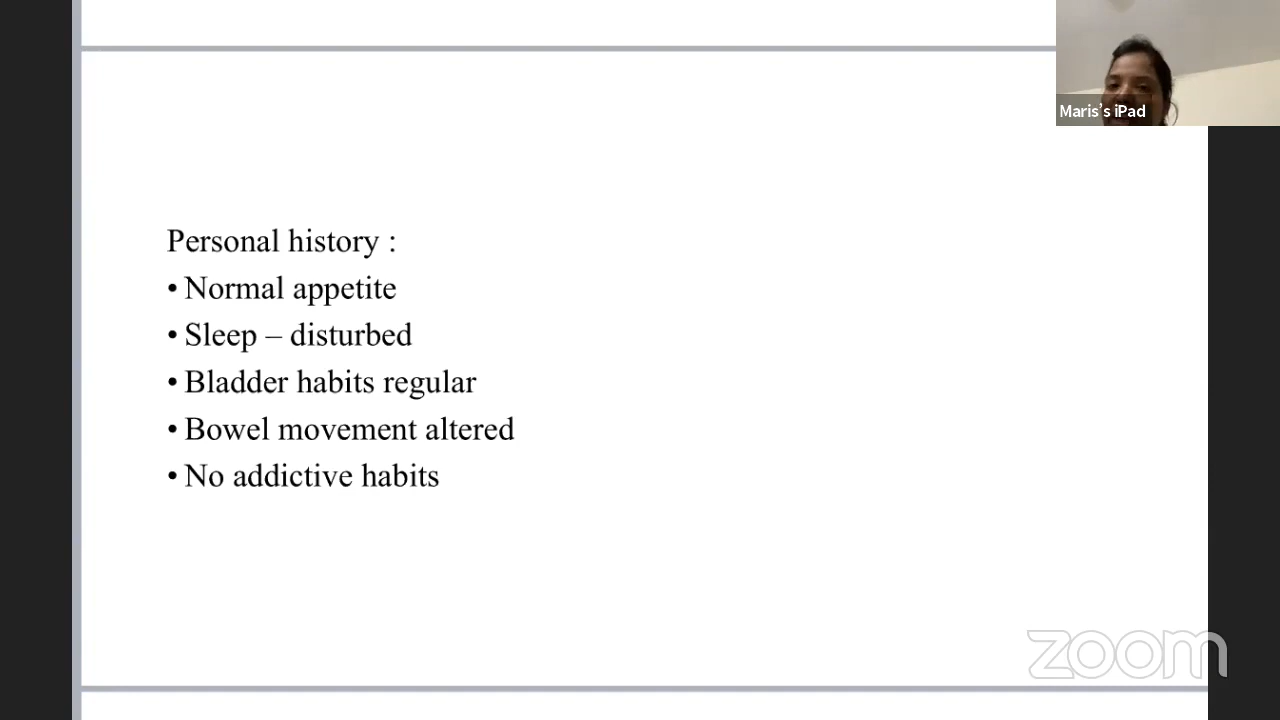 Maris’s iPad
Personal history :
• Normal appetite
• Sleep – disturbed
• Bladder habits regular
• Bowel movement altered
• No addictive habits
zoom